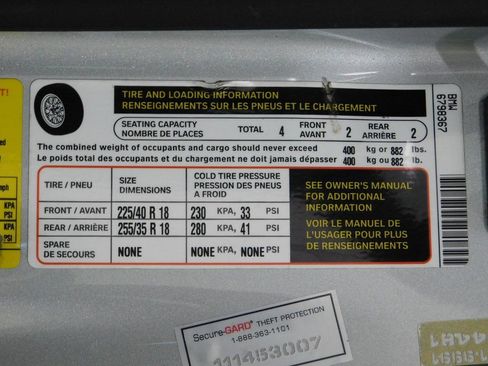 TIRE AND LOADING INFORMATION
RENSEIGNEMENTS SUR LES PNEUS ET LE CHARGEMENT
SEATING CAPACITY
NOMBRE DE PLACES
TOTAL 4
FRONT
AVANT 2
REAR
ARRIÈRE 2
The combined weight of occupants and cargo should never exceed 400 kg or 882 lbs.
Le poids total des occupants et du chargement ne doit jamais dépasser 400 kg ou 882 lb.
TIRE / PNEU
SIZE
DIMENSIONS
COLD TIRE PRESSURE
PRESSION DES PNEUS
A FROID
FRONT / AVANT 225/40 R 18 230 KPA, 33 PSI
REAR / ARRIÈRE 255/35 R 18 280 KPA, 41 PSI
SPARE
DE SECOURS NONE NONE KPA, NONE PSI
SEE OWNER'S MANUAL
FOR ADDITIONAL
INFORMATION
VOIR LE MANUEL DE
L'USAGER POUR PLUS
DE RENSEIGNEMENTS
BMW
6798367
KPA
PSI
KPA
PSI
Secure-GARD® THEFT PROTECTION
1-888-363-1101
111453007